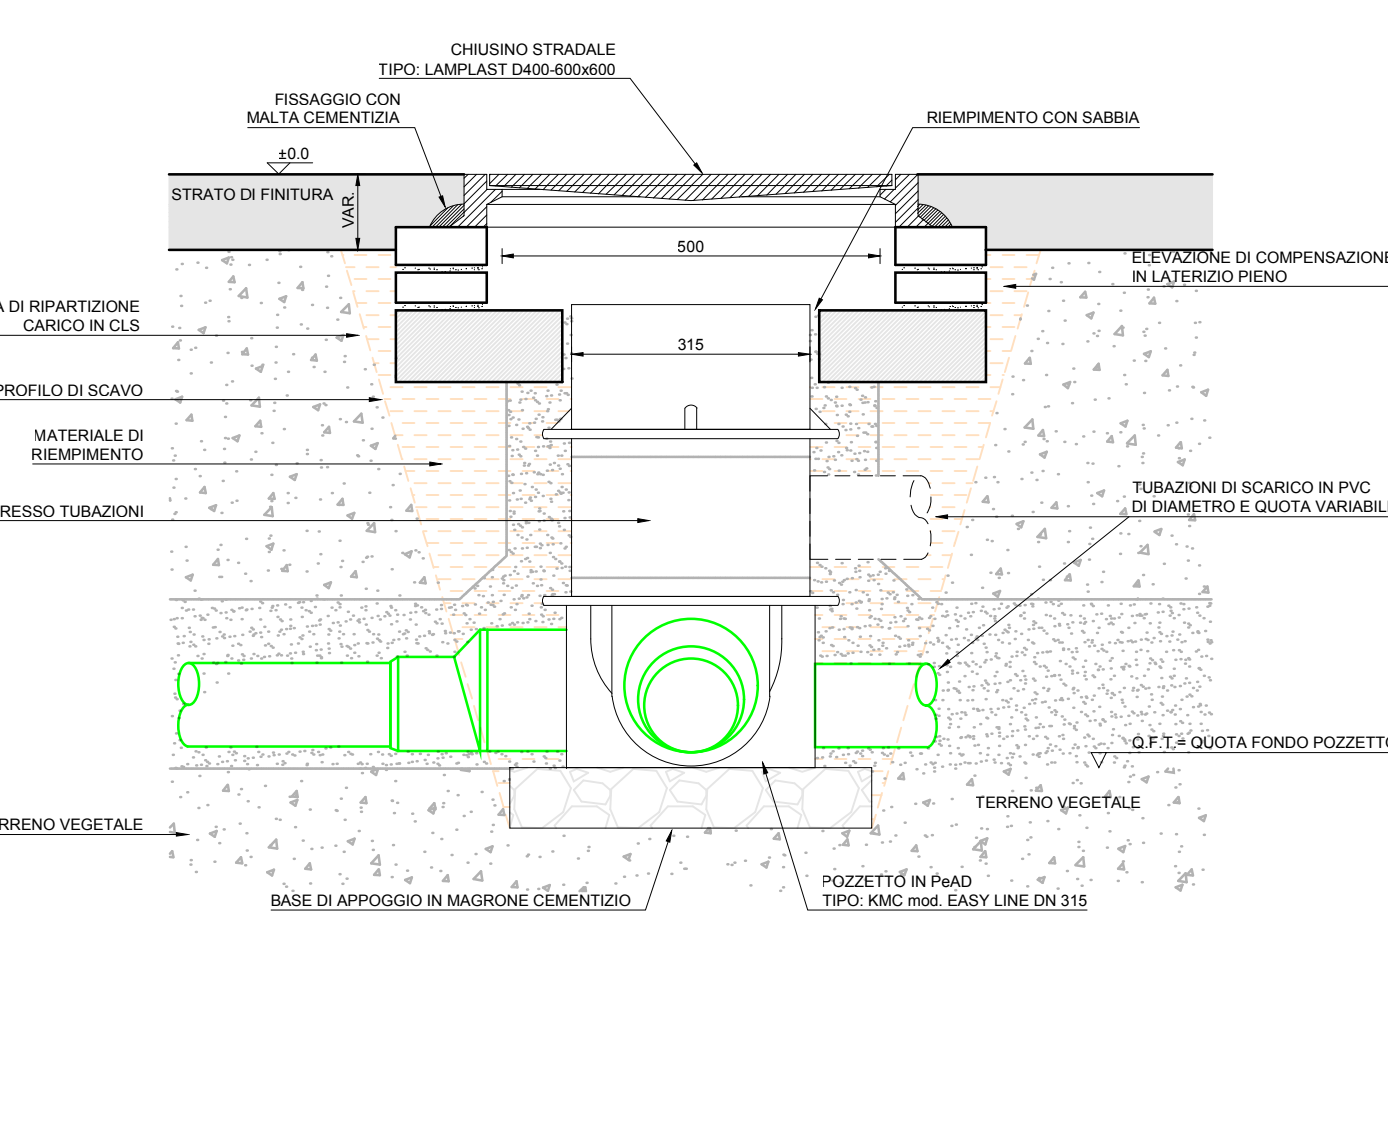 CHIUSINO STRADALE
TIPO: LAMPLAST D400-600x600
FISSAGGIO CON
MALTA CEMENTIZIA
RIEMPIMENTO CON SABBIA
±0.0
STRATO DI FINITURA
VAR.
500
ELEVAZIONE DI COMPENSAZIONE
IN LATERIZIO PIENO
A DI RIPARTIZIONE
CARICO IN CLS
315
PROFILO DI SCAVO
MATERIALE DI
RIEMPIMENTO
RESSO TUBAZIONI
TUBAZIONI DI SCARICO IN PVC
DI DIAMETRO E QUOTA VARIABILI
Q.F.T.= QUOTA FONDO POZZETTO
TERRENO VEGETALE
RRENO VEGETALE
POZZETTO IN PeAD
TIPO: KMC mod. EASY LINE DN 315
BASE DI APPOGGIO IN MAGRONE CEMENTIZIO